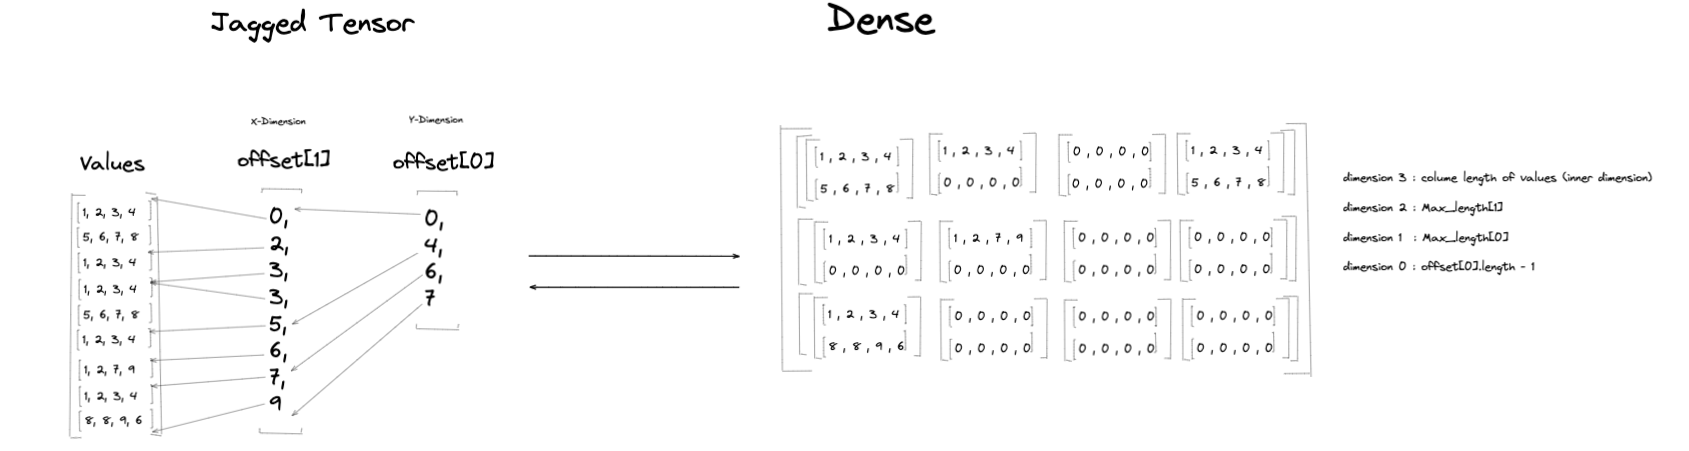 Jagged Tensor
Dense
X-Dimension
Y-Dimension
Values
offset[1]
offset[0]
[1, 2, 3, 4]
[5, 6, 7, 8]
[1, 2, 3, 4]
[1, 2, 3, 4]
[5, 6, 7, 8]
[1, 2, 3, 4]
[1, 2, 7, 9]
[1, 2, 3, 4]
[8, 8, 9, 6]
0,
2,
3,
3,
5,
6,
7,
9
0,
4,
6,
7
[1, 2, 3, 4] [1, 2, 3, 4] [0, 0, 0, 0] [1, 2, 3, 4]
[5, 6, 7, 8] [0, 0, 0, 0] [0, 0, 0, 0] [5, 6, 7, 8]
[1, 2, 3, 4] [1, 2, 7, 9] [0, 0, 0, 0] [0, 0, 0, 0]
[0, 0, 0, 0] [0, 0, 0, 0] [0, 0, 0, 0] [0, 0, 0, 0]
[1, 2, 3, 4] [0, 0, 0, 0] [0, 0, 0, 0] [0, 0, 0, 0]
[8, 8, 9, 6] [0, 0, 0, 0] [0, 0, 0, 0] [0, 0, 0, 0]
dimension 3 : colume length of values (inner dimension)
dimension 2 : Max_length[1]
dimension 1 : Max_length[0]
dimension 0 : offset[0].length - 1